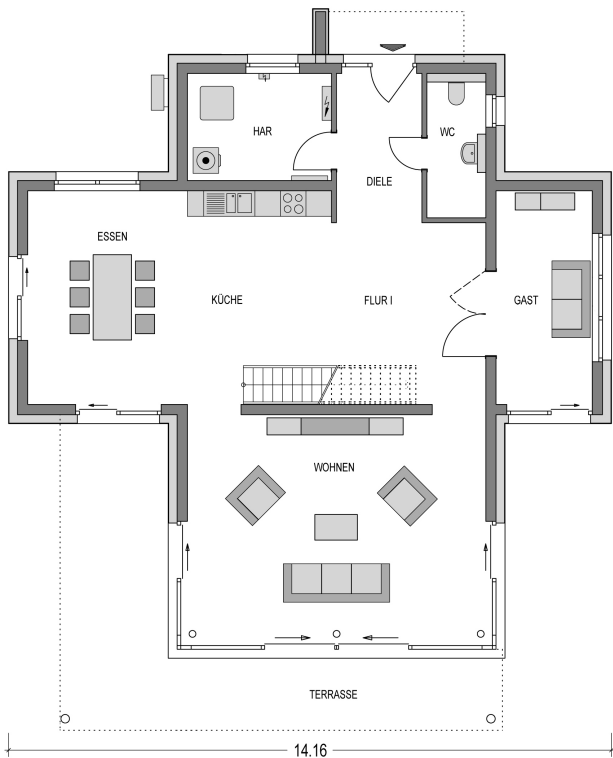 HAR
WC
DIELE
ESSEN
KÜCHE
FLUR I
GAST
WOHNEN
TERRASSE
14.16